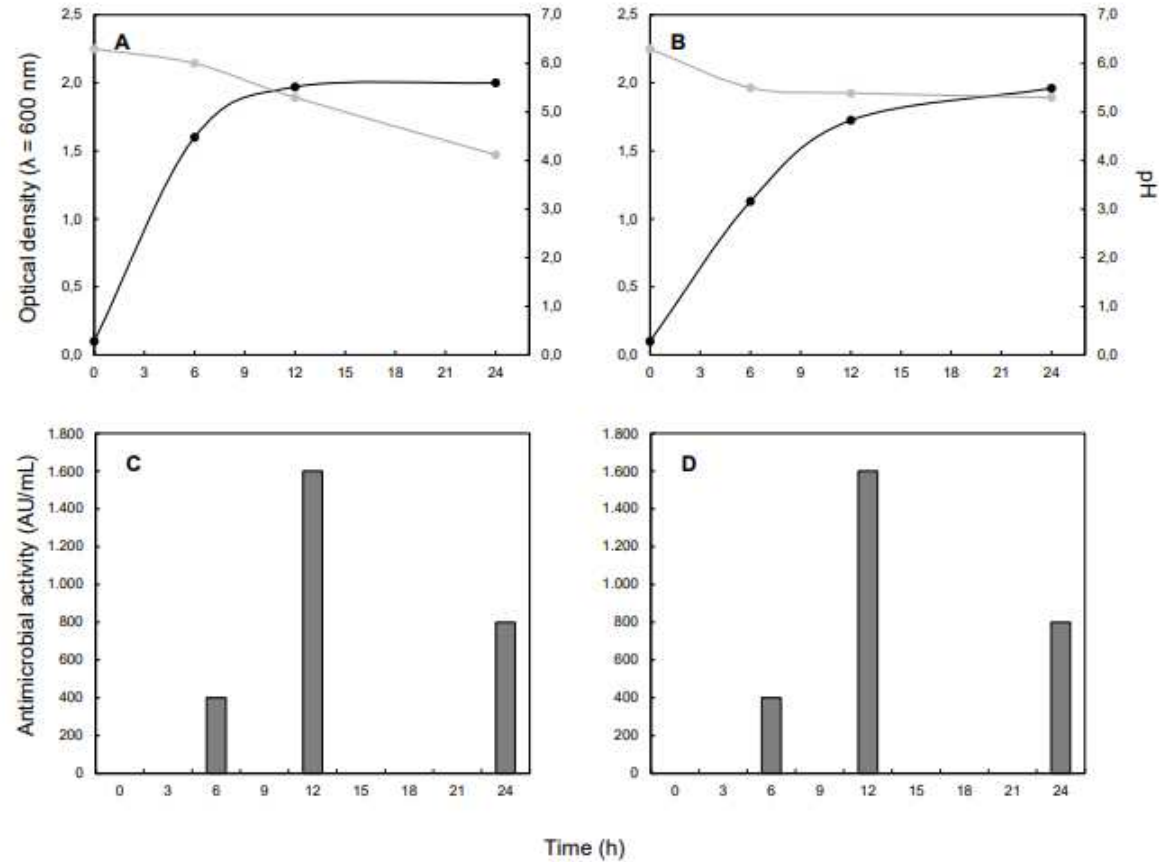 2,5 7,0 2,5 7,0
A B
6,0 6,0
2,0 2,0
5,0 5,0
1,5 1,5
4,0 4,0
Optical density (λ = 600 nm)
pH
3,0 3,0
1,0 1,0
2,0 2,0
0,5 0,5
1,0 1,0
0,0 0,0 0,0 0,0
0 3 6 9 12 15 18 21 24 0 3 6 9 12 15 18 21 24
1.800 1.800
C D
1.600 1.600
1.400 1.400
1.200 1.200
1.000 1.000
Antimicrobial activity (AU/mL)
800 800
600 600
400 400
200 200
0 0
0 3 6 9 12 15 18 21 24 0 3 6 9 12 15 18 21 24
Time (h)